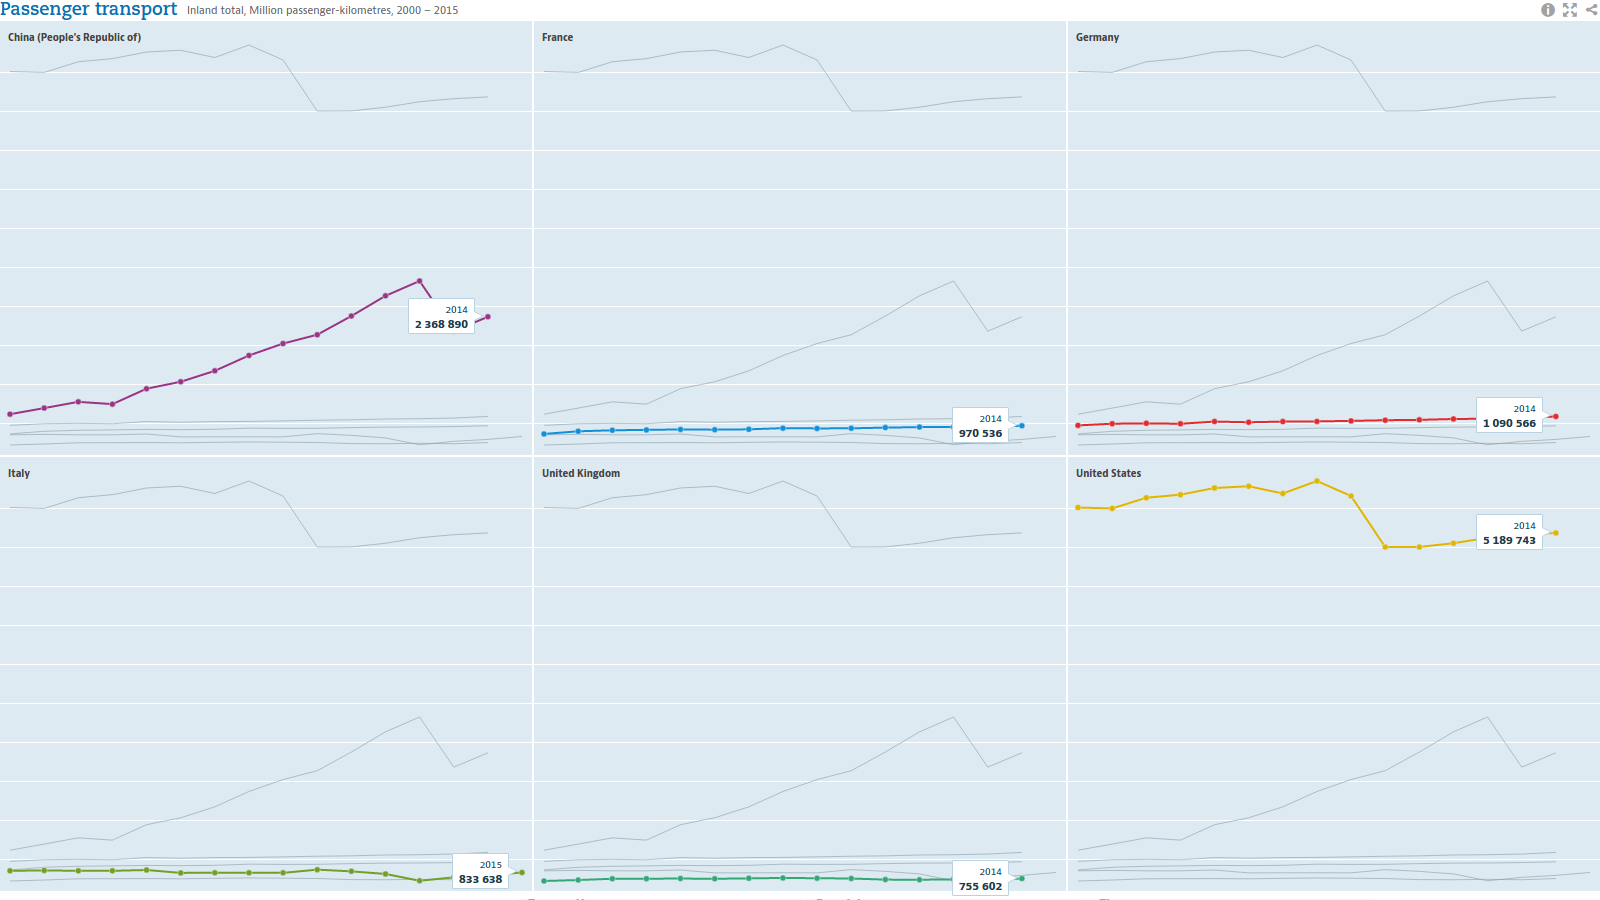 Passenger transport Inland total, Million passenger-kilometres, 2000 – 2015
China (People's Republic of)
France
Germany
2014
2 368 890
2014
970 536
2014
1 090 566
Italy
United Kingdom
United States
2014
5 189 743
2015
833 638
2014
755 602